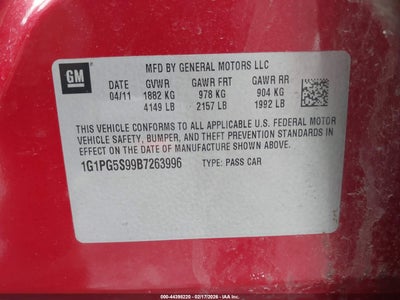 GM
MFD BY GENERAL MOTORS LLC
DATE GVWR GAWR FRT GAWR RR
04/11 1882 KG 978 KG 904 KG
4149 LB 2157 LB 1992 LB
THIS VEHICLE CONFORMS TO ALL APPLICABLE U.S. FEDERAL MOTOR
VEHICLE SAFETY, BUMPER, AND THEFT PREVENTION STANDARDS IN
EFFECT ON THE DATE OF MANUFACTURE SHOWN ABOVE.
1G1PG5S99B7263996 TYPE: PASS CAR
000-44398220 - 02/17/2026 - IAAI.COM